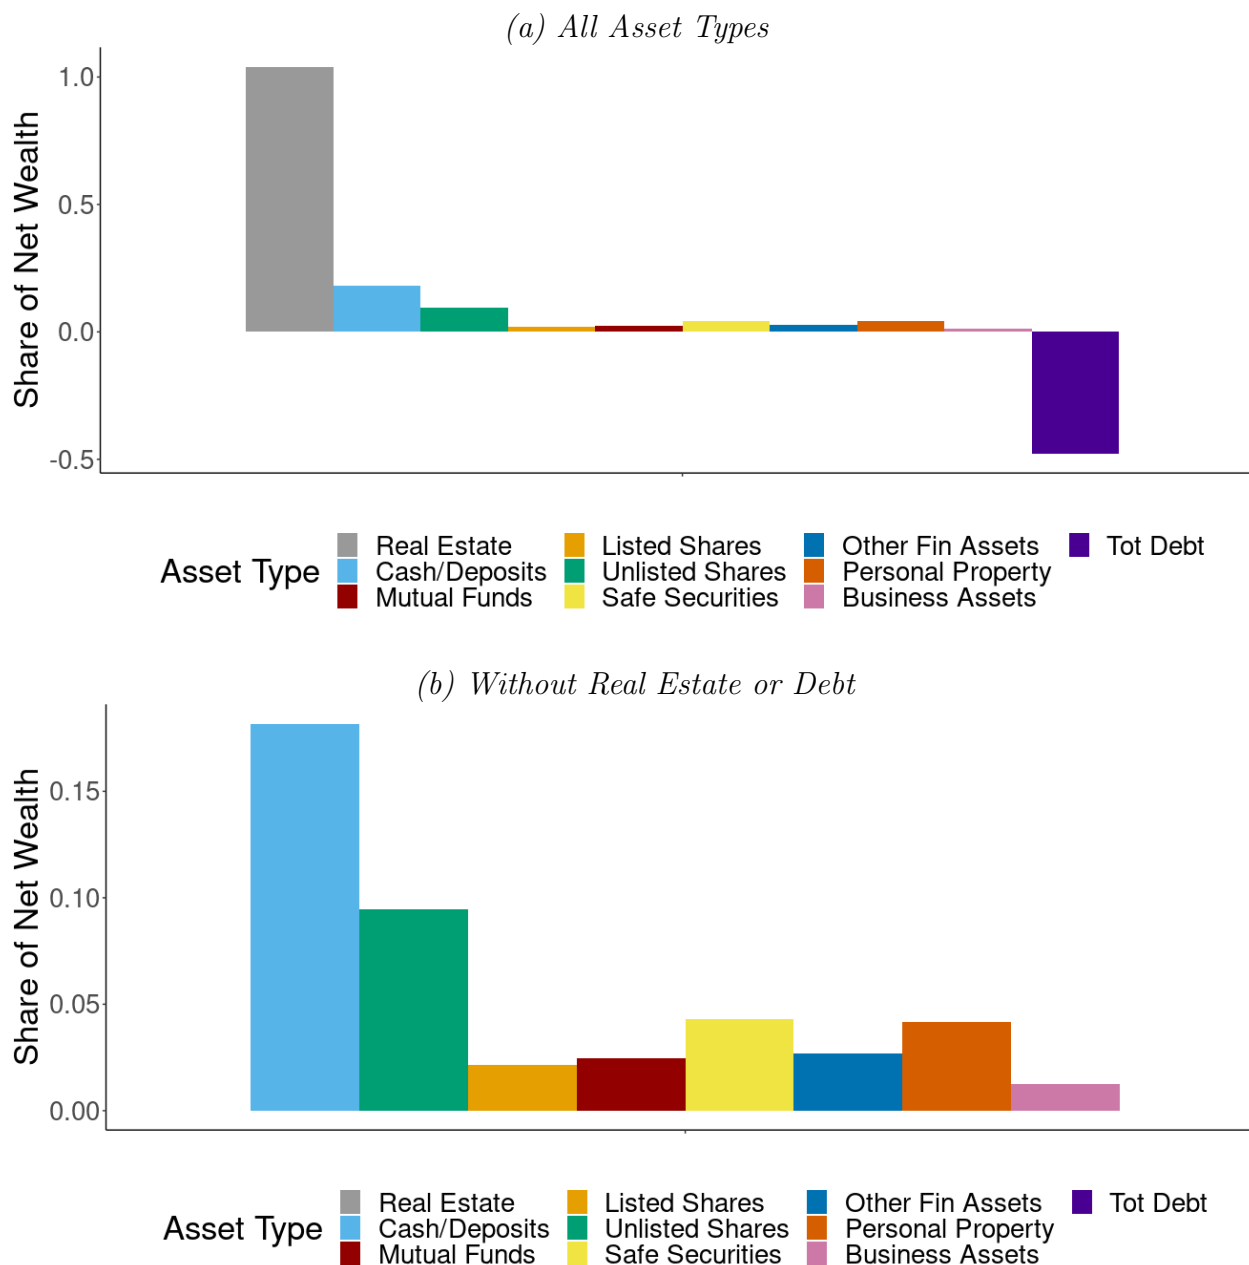 (a) All Asset Types
Share of Net Wealth
1.0
0.5
0.0
-0.5
Asset Type
Real Estate
Cash/Deposits
Mutual Funds
Listed Shares
Unlisted Shares
Safe Securities
Other Fin Assets
Personal Property
Business Assets
Tot Debt
(b) Without Real Estate or Debt
Share of Net Wealth
0.15
0.10
0.05
0.00
Asset Type
Real Estate
Cash/Deposits
Mutual Funds
Listed Shares
Unlisted Shares
Safe Securities
Other Fin Assets
Personal Property
Business Assets
Tot Debt